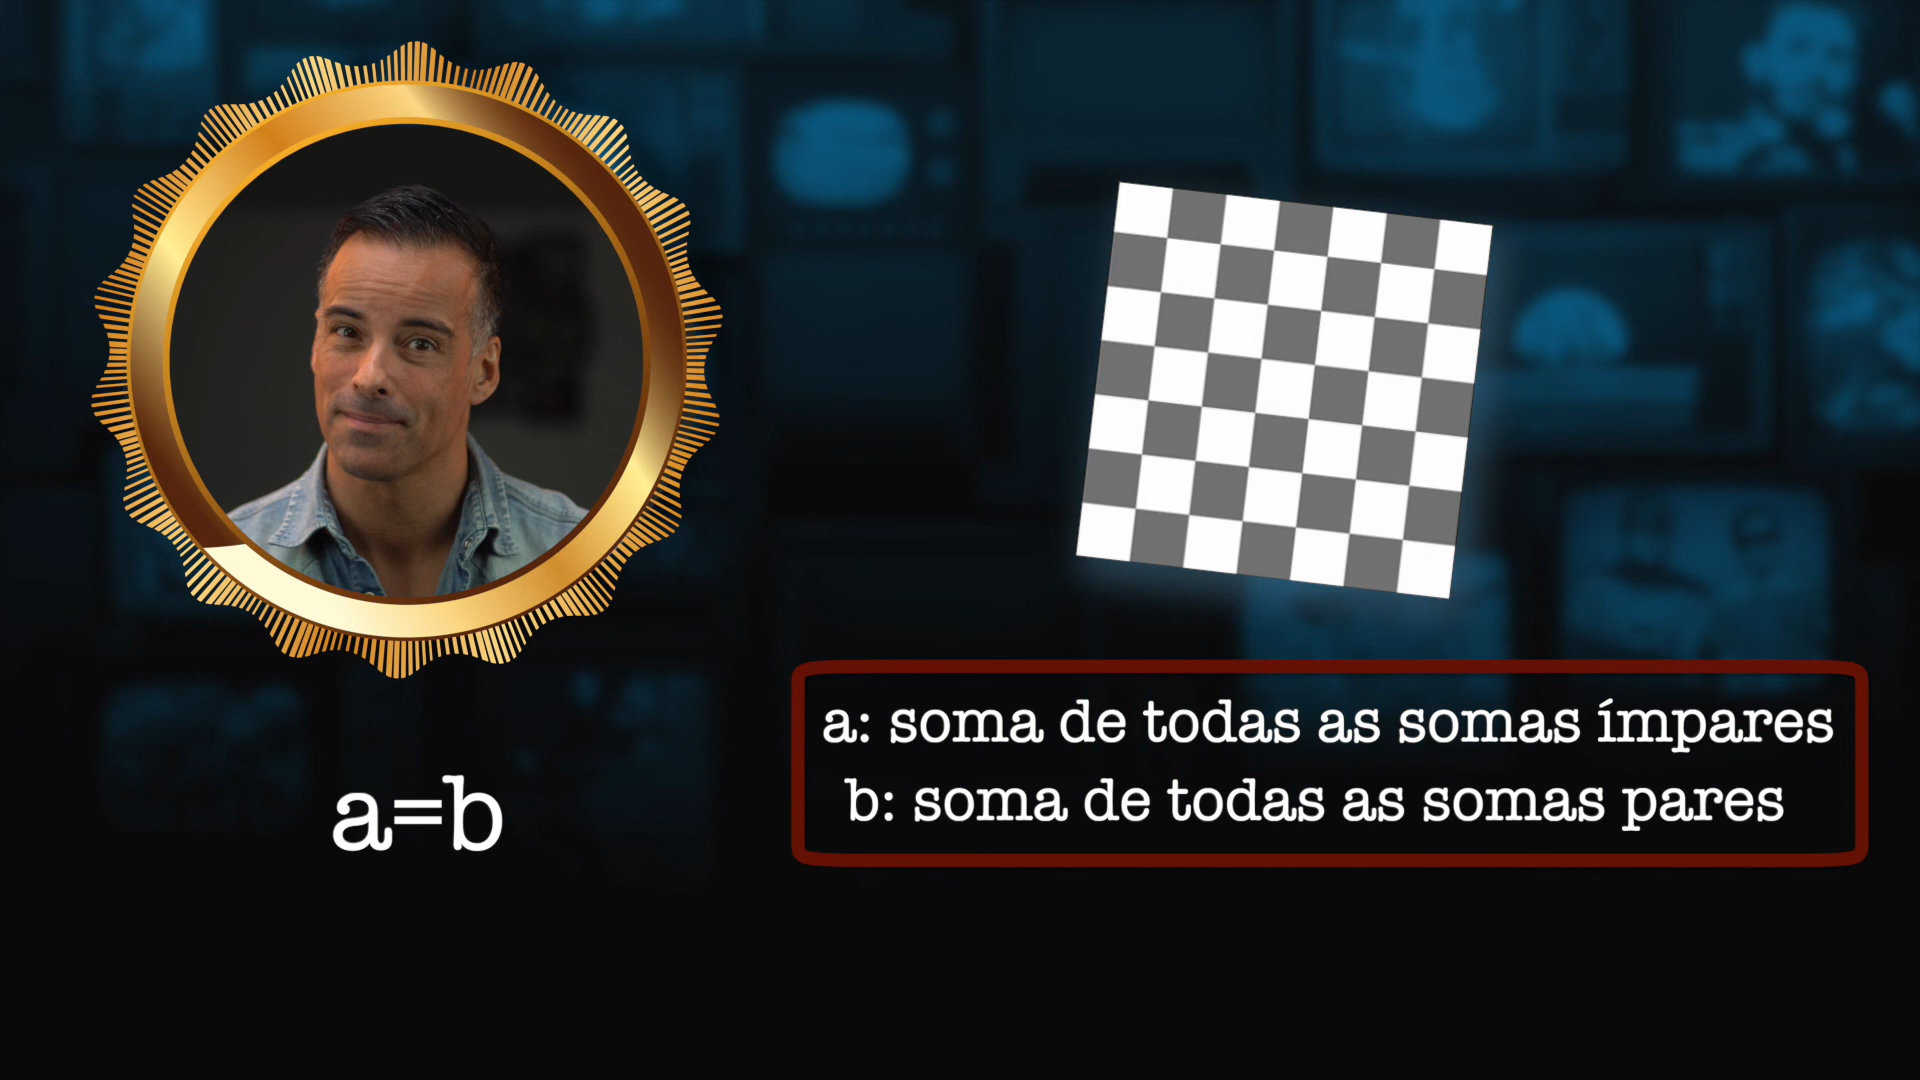 a: soma de todas as somas ímpares
b: soma de todas as somas pares
a=b